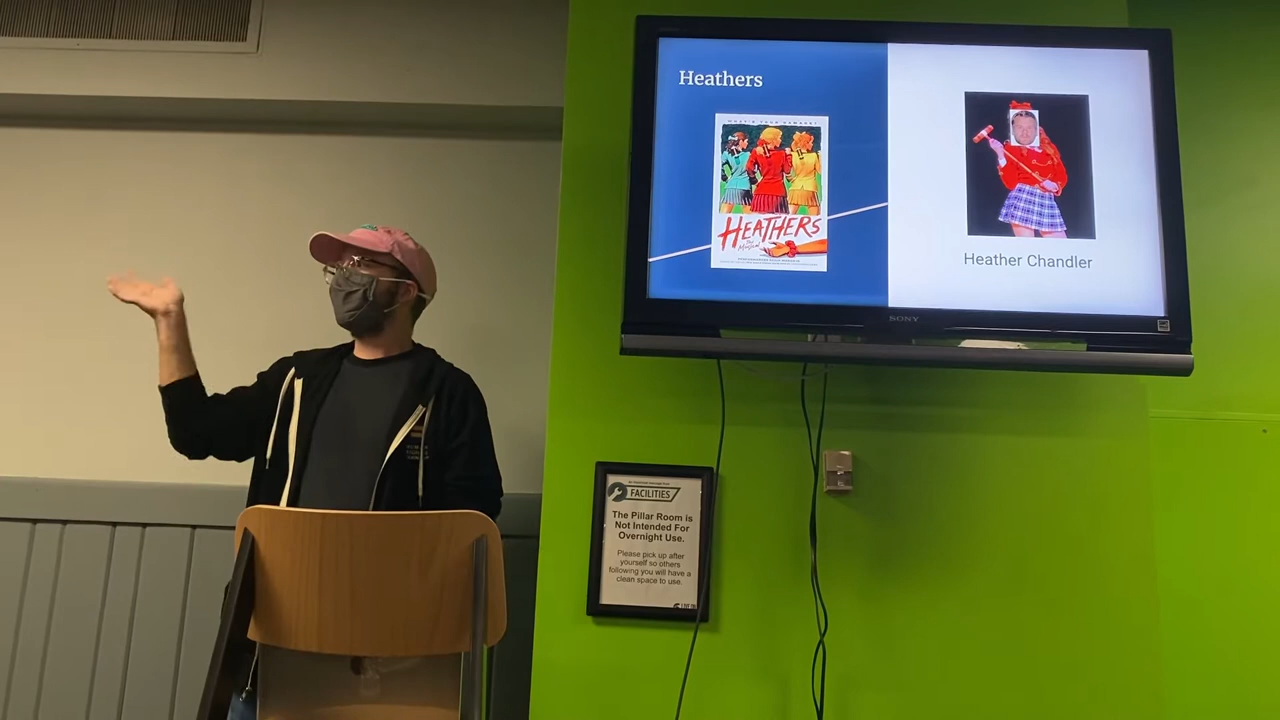 Heathers
WHAT'S YOUR DAMAGE?
HEATHERS
The Musical
Heather Chandler
SONY
FACILITIES
The Pillar Room is
Not Intended For
Overnight Use.
Please pick up after
yourself so others
following you will have a
clean space to use.